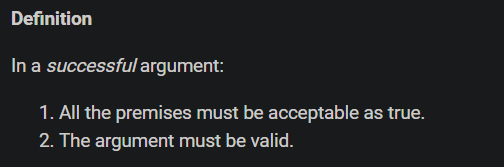 Definition
In a successful argument:
1. All the premises must be acceptable as true.
2. The argument must be valid.